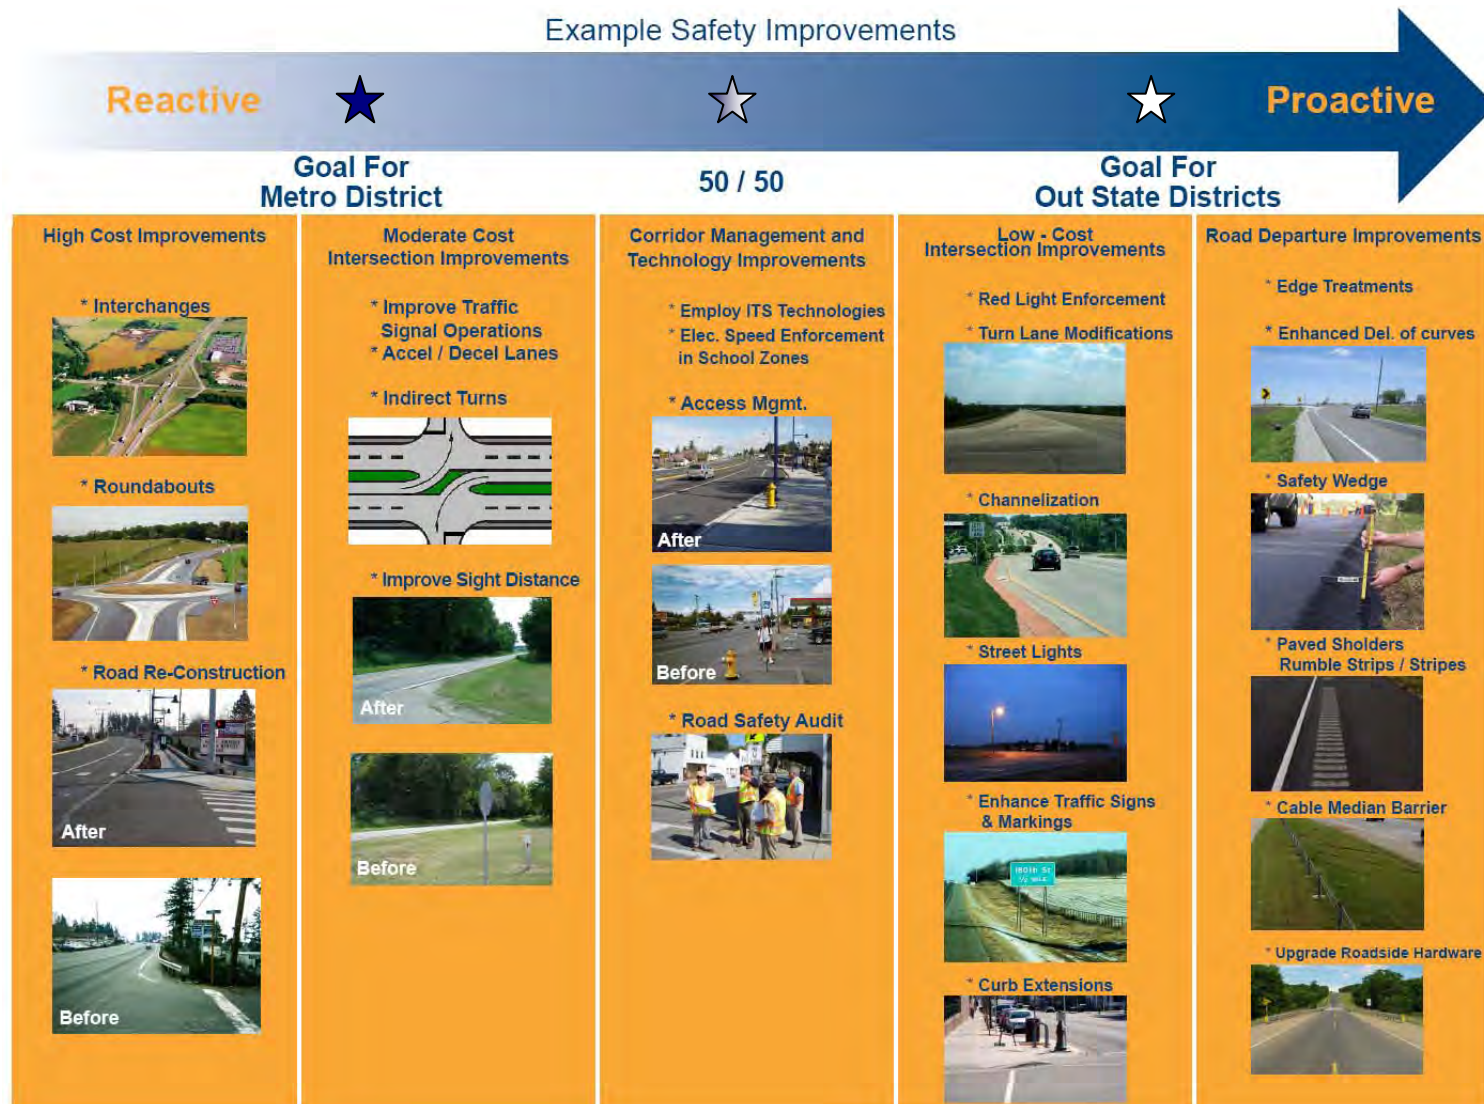 Example Safety Improvements
Reactive
Proactive
Goal For
Metro District
50 / 50
Goal For
Out State Districts
High Cost Improvements
* Interchanges
* Roundabouts
* Road Re-Construction
After
Before
Moderate Cost
Intersection Improvements
* Improve Traffic
Signal Operations
* Accel / Decel Lanes
* Indirect Turns
* Improve Sight Distance
After
Before
Corridor Management and
Technology Improvements
* Employ ITS Technologies
* Elec. Speed Enforcement
in School Zones
* Access Mgmt.
After
Before
* Road Safety Audit
Low - Cost
Intersection Improvements
* Red Light Enforcement
* Turn Lane Modifications
* Channelization
* Street Lights
* Enhance Traffic Signs
& Markings
180th St
* Curb Extensions
Road Departure Improvements
* Edge Treatments
* Enhanced Del. of curves
* Safety Wedge
* Paved Sholders
Rumble Strips / Stripes
* Cable Median Barrier
* Upgrade Roadside Hardware